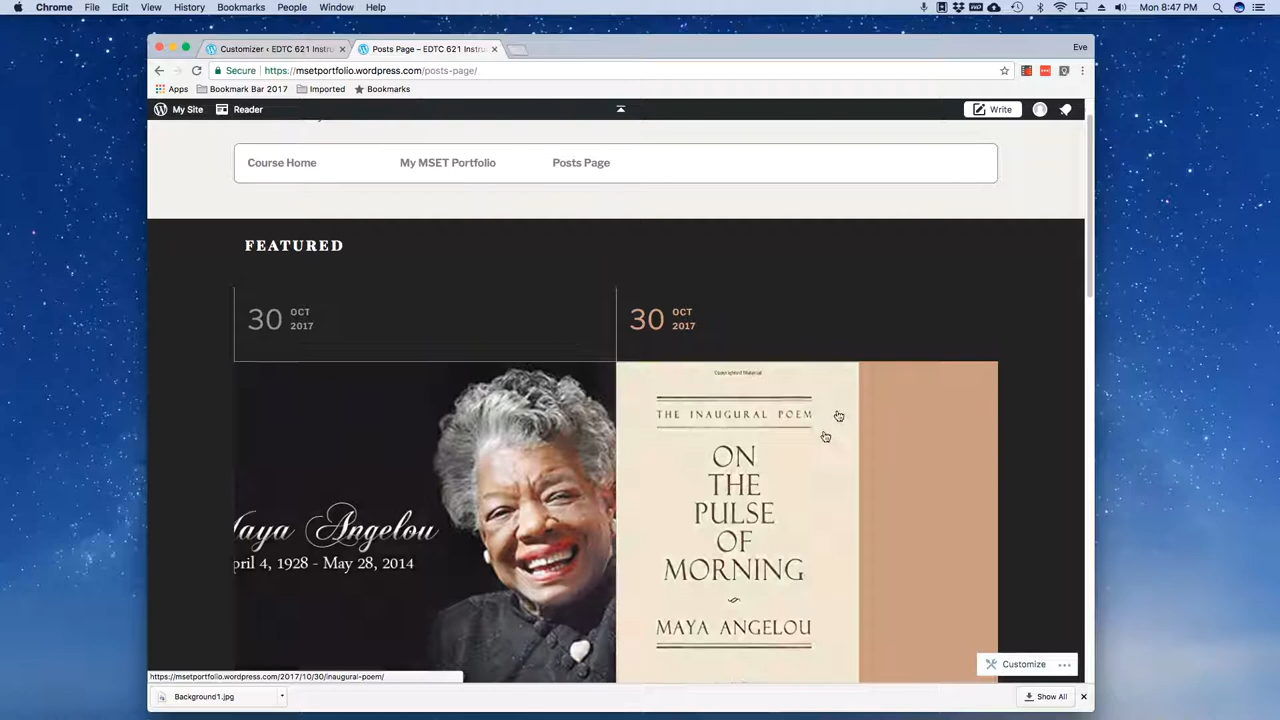 Chrome File Edit View History Bookmarks People Window Help Mon 8:47 PM
Customizer ‹ EDTC 621 Instru
Posts Page – EDTC 621 Instru
Eve
Secure https://msetportfolio.wordpress.com/posts-page/
Apps Bookmark Bar 2017 Imported Bookmarks
My Site Reader Write
Course Home My MSET Portfolio Posts Page
FEATURED
30 OCT 2017
30 OCT 2017
Maya Angelou
pril 4, 1928 - May 28, 2014
Copyrighted Material
THE INAUGURAL POEM
ON
THE
PULSE
OF
MORNING
MAYA ANGELOU
Customize
https://msetportfolio.wordpress.com/2017/10/30/inaugural-poem/
Background1.jpg
Show All